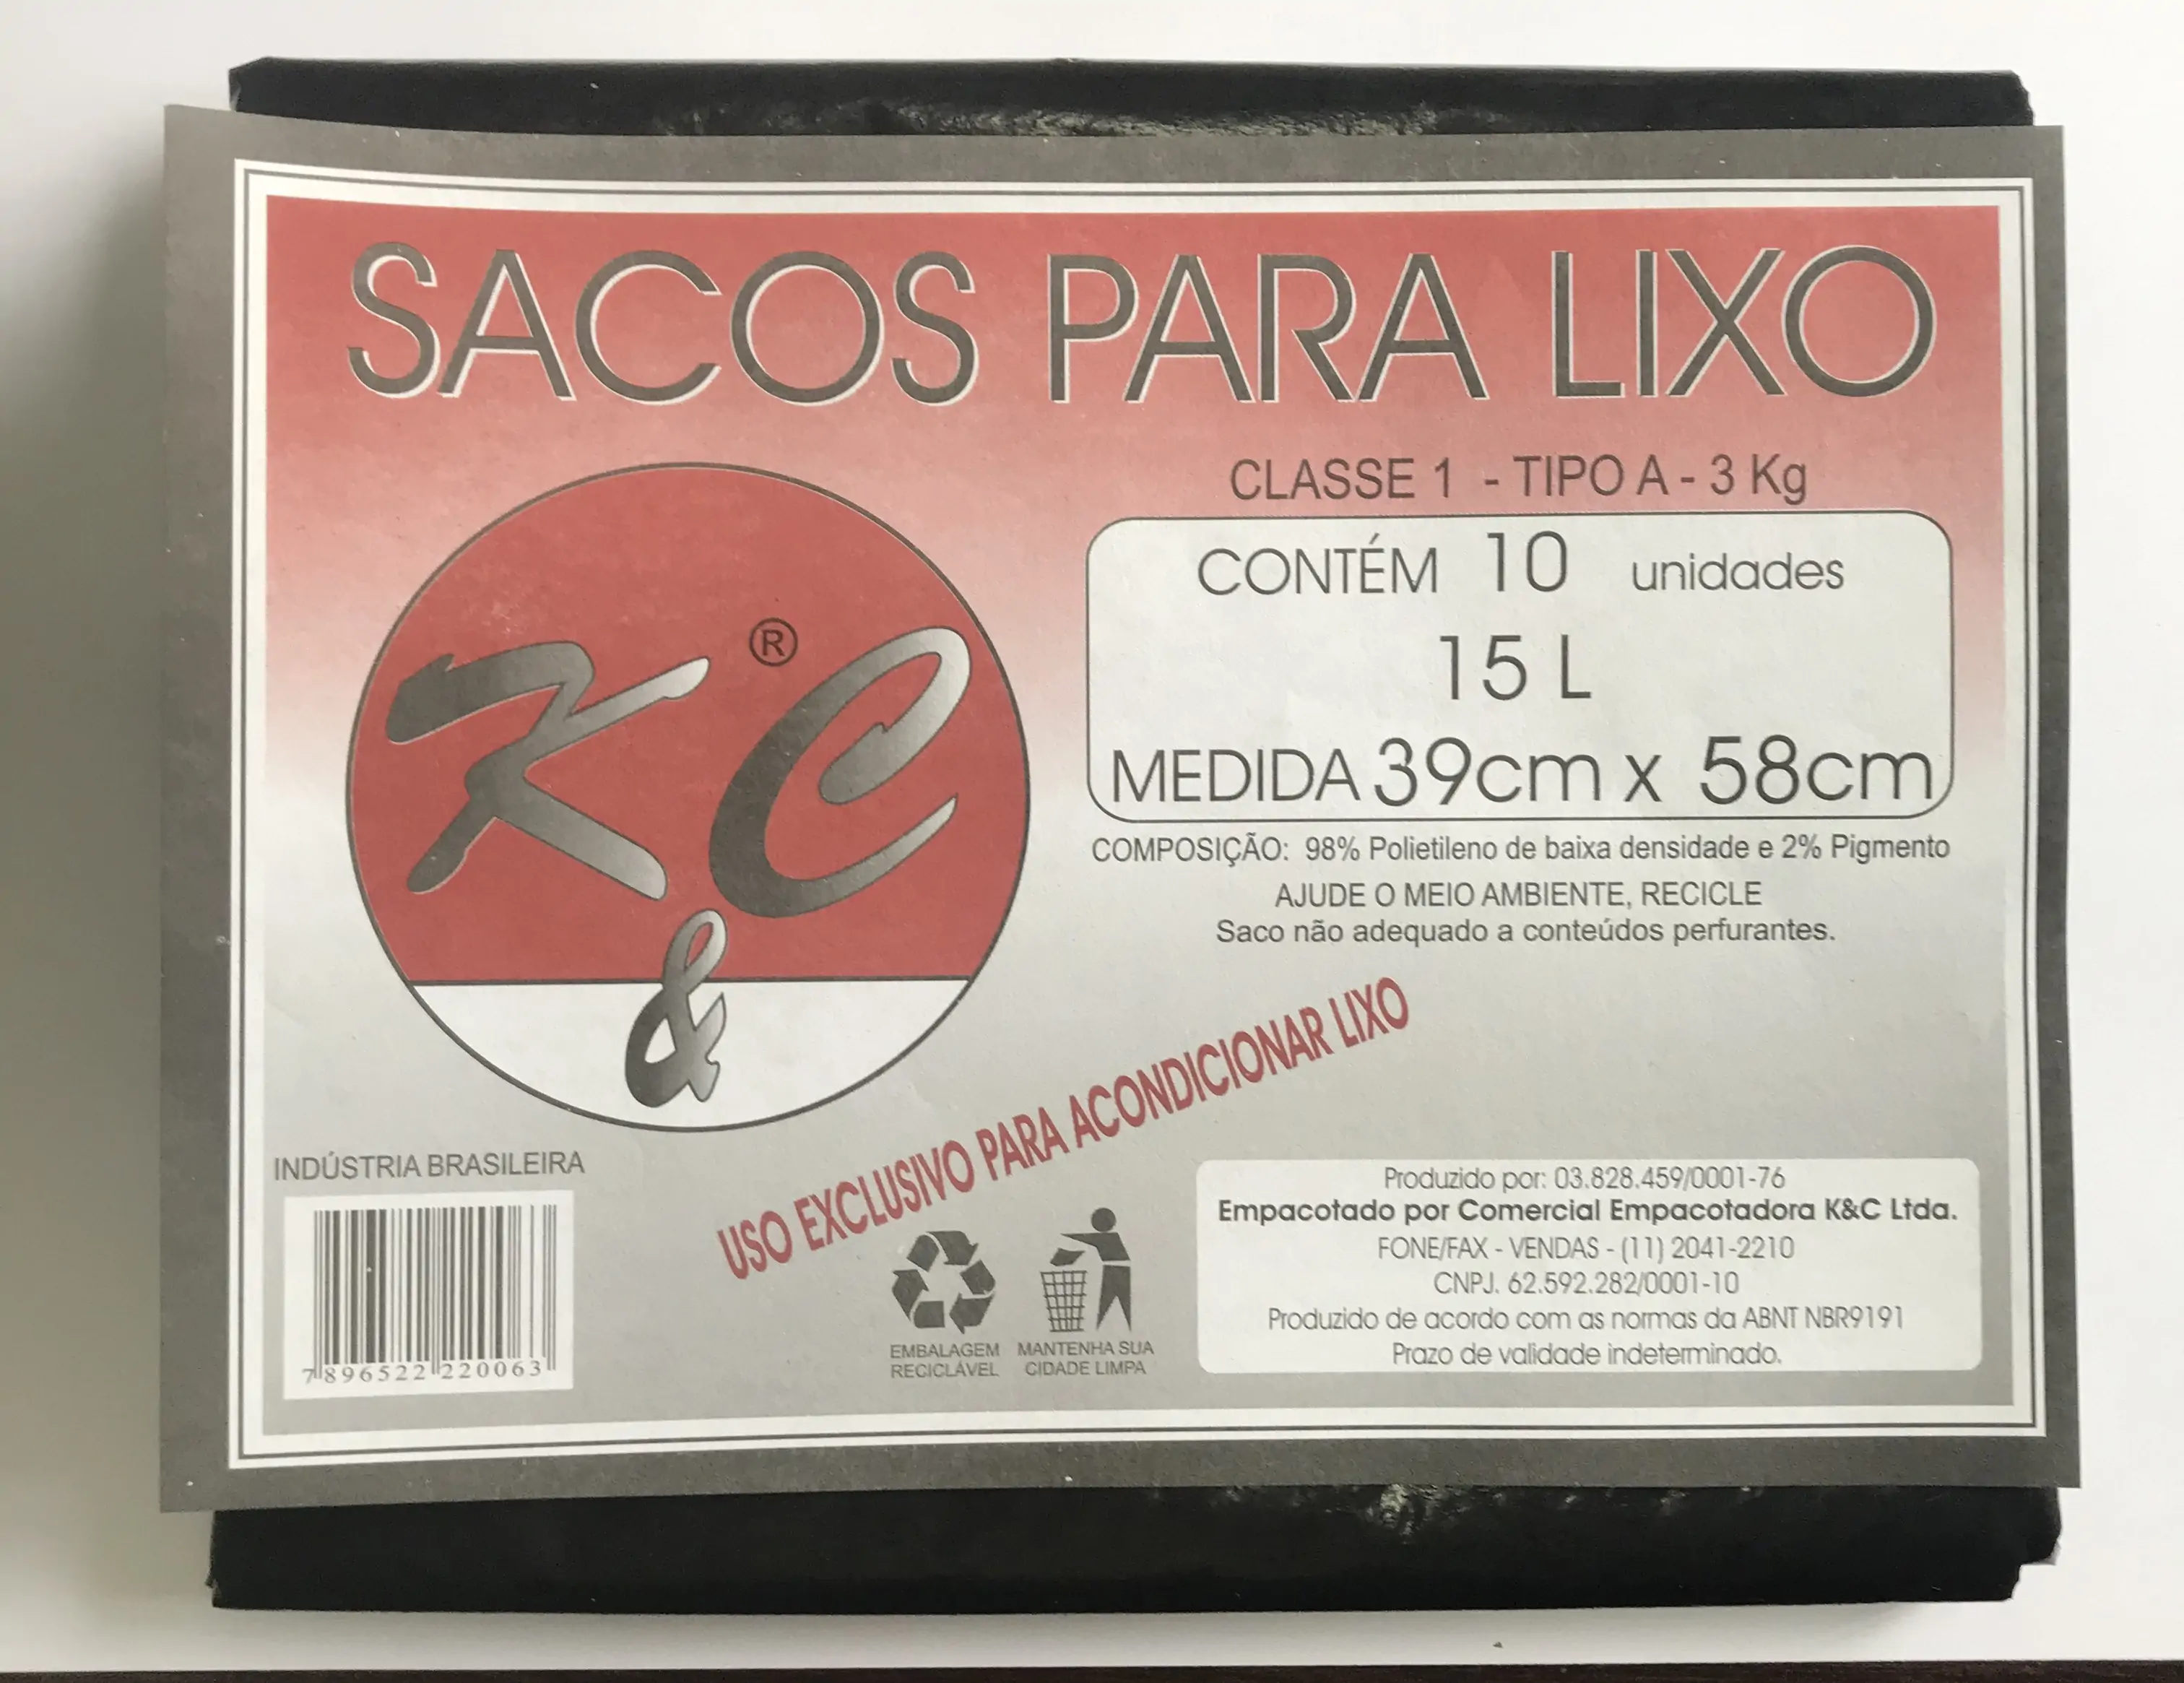 SACOS PARA LIXO
CLASSE 1 - TIPO A - 3 Kg
CONTÉM 10 unidades
15 L
MEDIDA 39cm x 58cm
COMPOSIÇÃO: 98% Polietileno de baixa densidade e 2% Pigmento
AJUDE O MEIO AMBIENTE, RECICLE
Saco não adequado a conteúdos perfurantes.
K & C ®
USO EXCLUSIVO PARA ACONDICIONAR LIXO
INDÚSTRIA BRASILEIRA
7 896522 220063
EMBALAGEM
RECICLÁVEL
MANTENHA SUA
CIDADE LIMPA
Produzido por: 03.828.459/0001-76
Empacotado por Comercial Empacotadora K&C Ltda.
FONE/FAX - VENDAS - (11) 2041-2210
CNPJ. 62.592.282/0001-10
Produzido de acordo com as normas da ABNT NBR9191
Prazo de validade indeterminado.